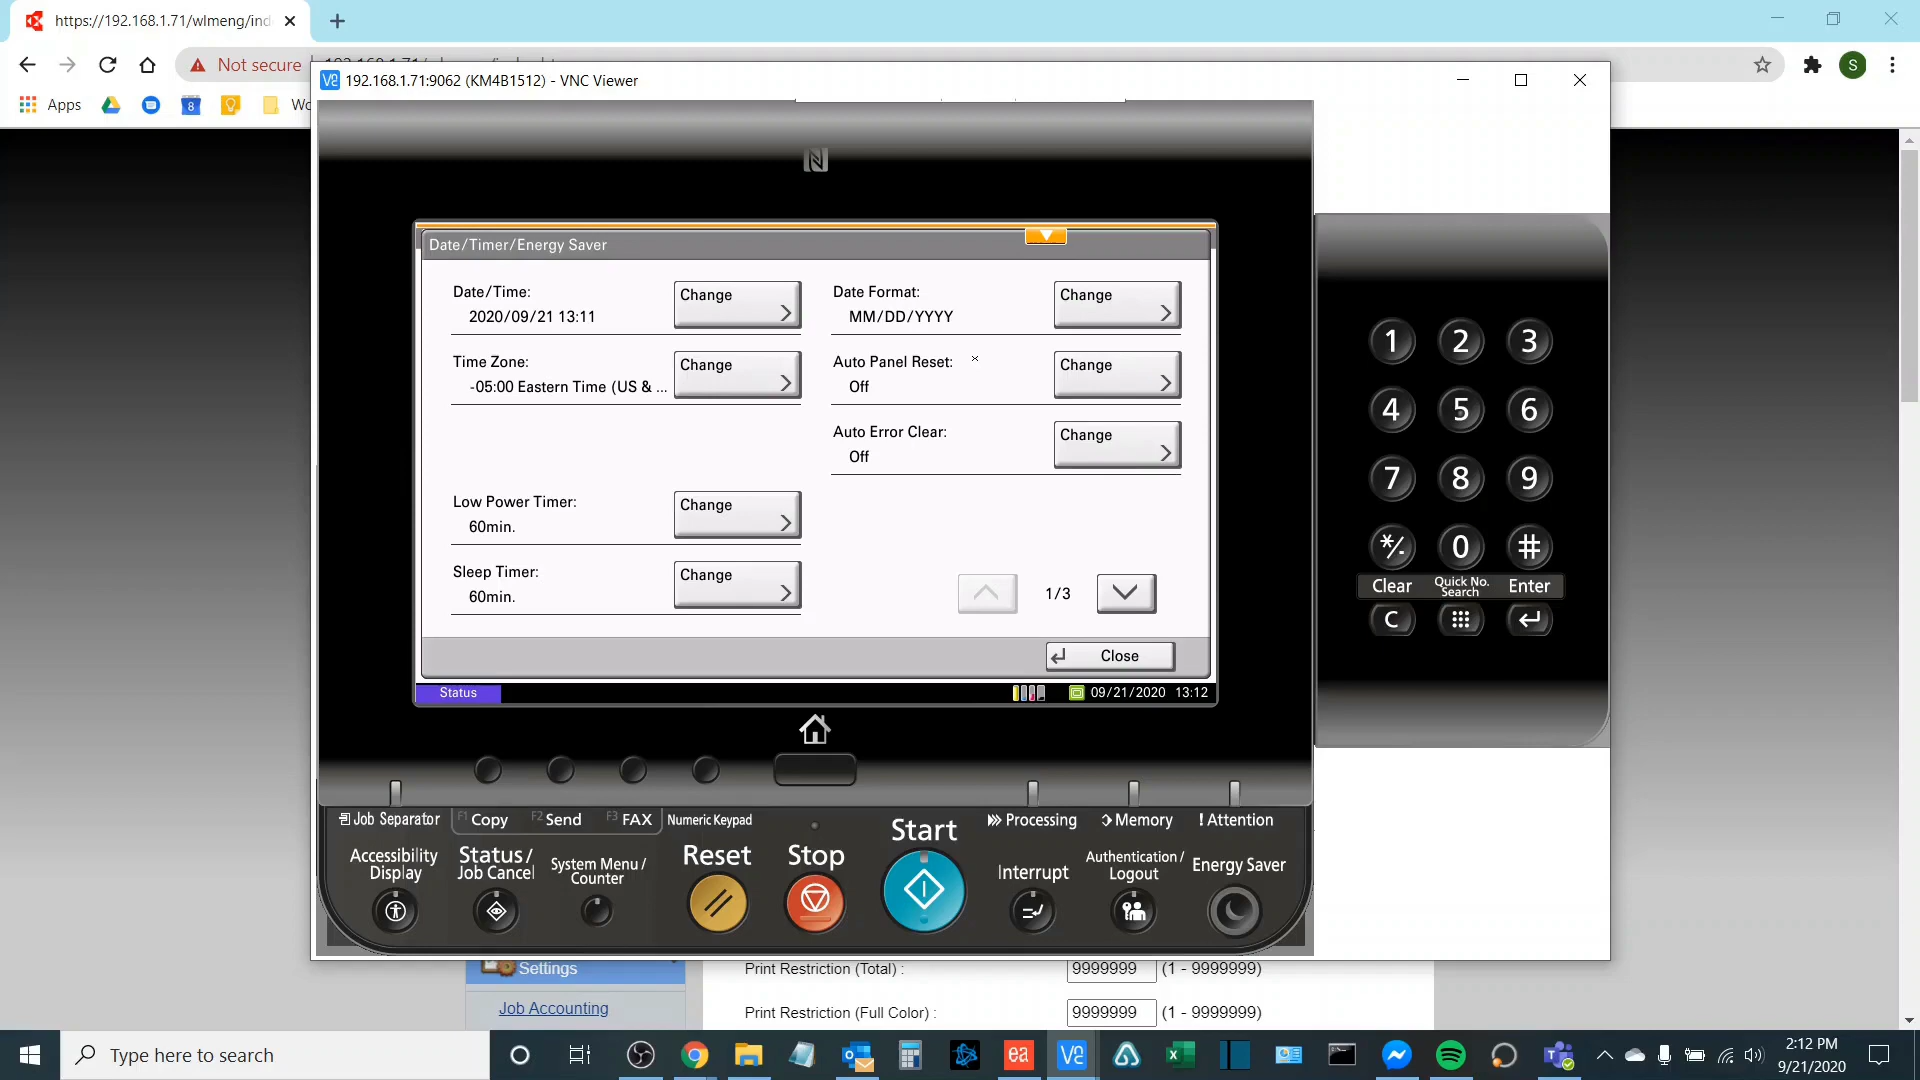 https://192.168.1.71/wlmeng/ind
Not secure
Apps
8
192.168.1.71:9062 (KM4B1512) - VNC Viewer
S
Date/Timer/Energy Saver
Date/Time:
2020/09/21 13:11
Change
Date Format:
MM/DD/YYYY
Change
Time Zone:
-05:00 Eastern Time (US & ...
Change
Auto Panel Reset:
Off
Change
Auto Error Clear:
Off
Change
Low Power Timer:
60min.
Change
Sleep Timer:
60min.
Change
1/3
Close
Status
09/21/2020 13:12
1 2 3
4 5 6
7 8 9
*/. 0 #
Clear Quick No. Search Enter
C
Job Separator
F1 Copy F2 Send F3 FAX
Numeric Keypad
Start
Processing
Memory
! Attention
Accessibility Display
Status/ Job Cancel
System Menu/ Counter
Reset
Stop
Interrupt
Authentication/ Logout
Energy Saver
Settings
Job Accounting
Print Restriction (Total) : 9999999 (1 - 9999999)
Print Restriction (Full Color) : 9999999 (1 - 9999999)
Type here to search
ea
2:12 PM
9/21/2020